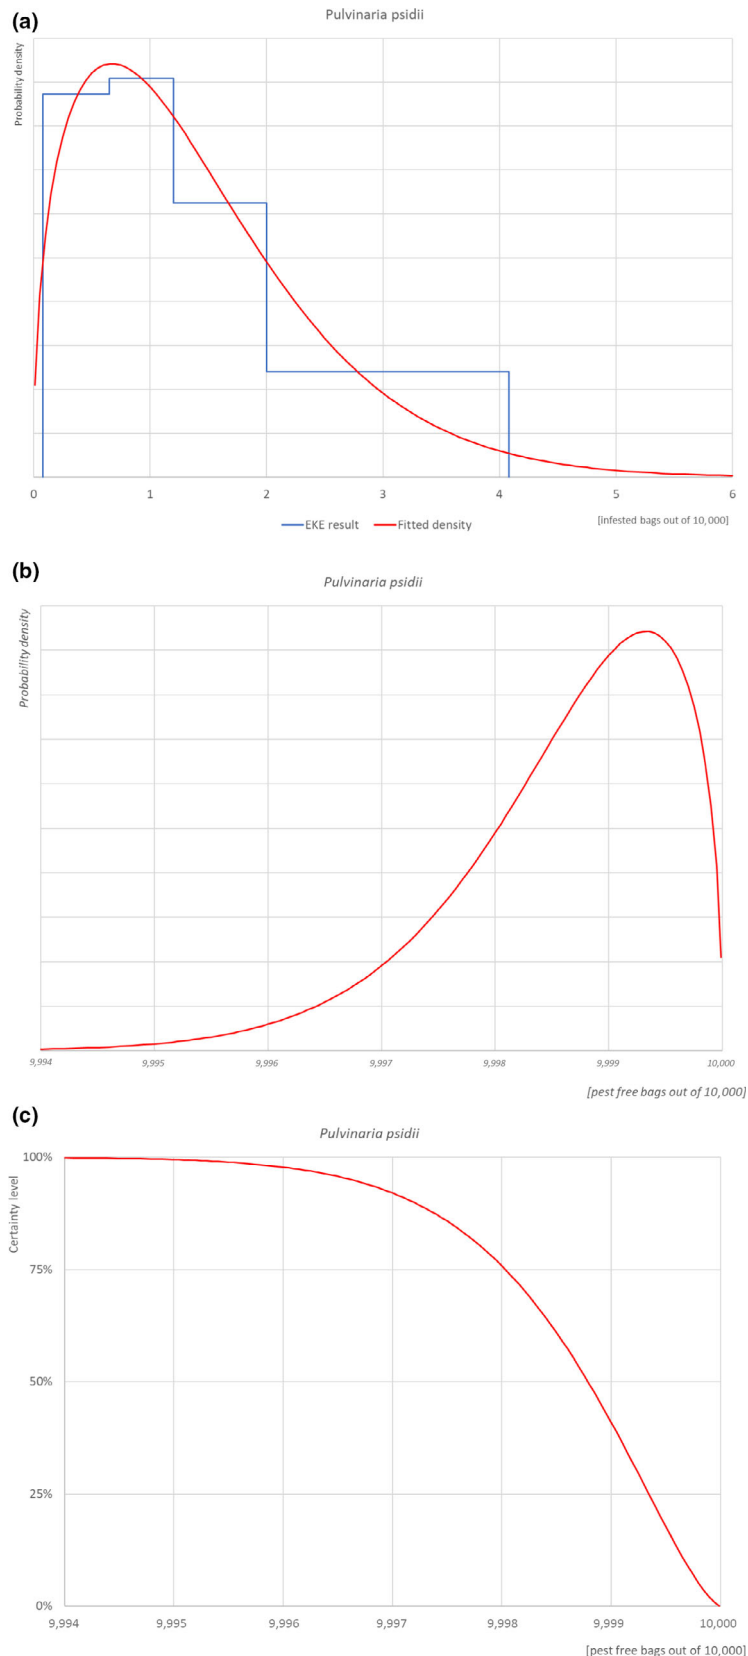 (a)
Pulvinaria psidii
Probability density
0 1 2 3 4 5 6
[infested bags out of 10,000]
EKE result Fitted density
(b)
Pulvinaria psidii
Probability density
9,994 9,995 9,996 9,997 9,998 9,999 10,000
[pest free bags out of 10,000]
(c)
Pulvinaria psidii
Certainty level
100%
75%
50%
25%
0%
9,994 9,995 9,996 9,997 9,998 9,999 10,000
[pest free bags out of 10,000]